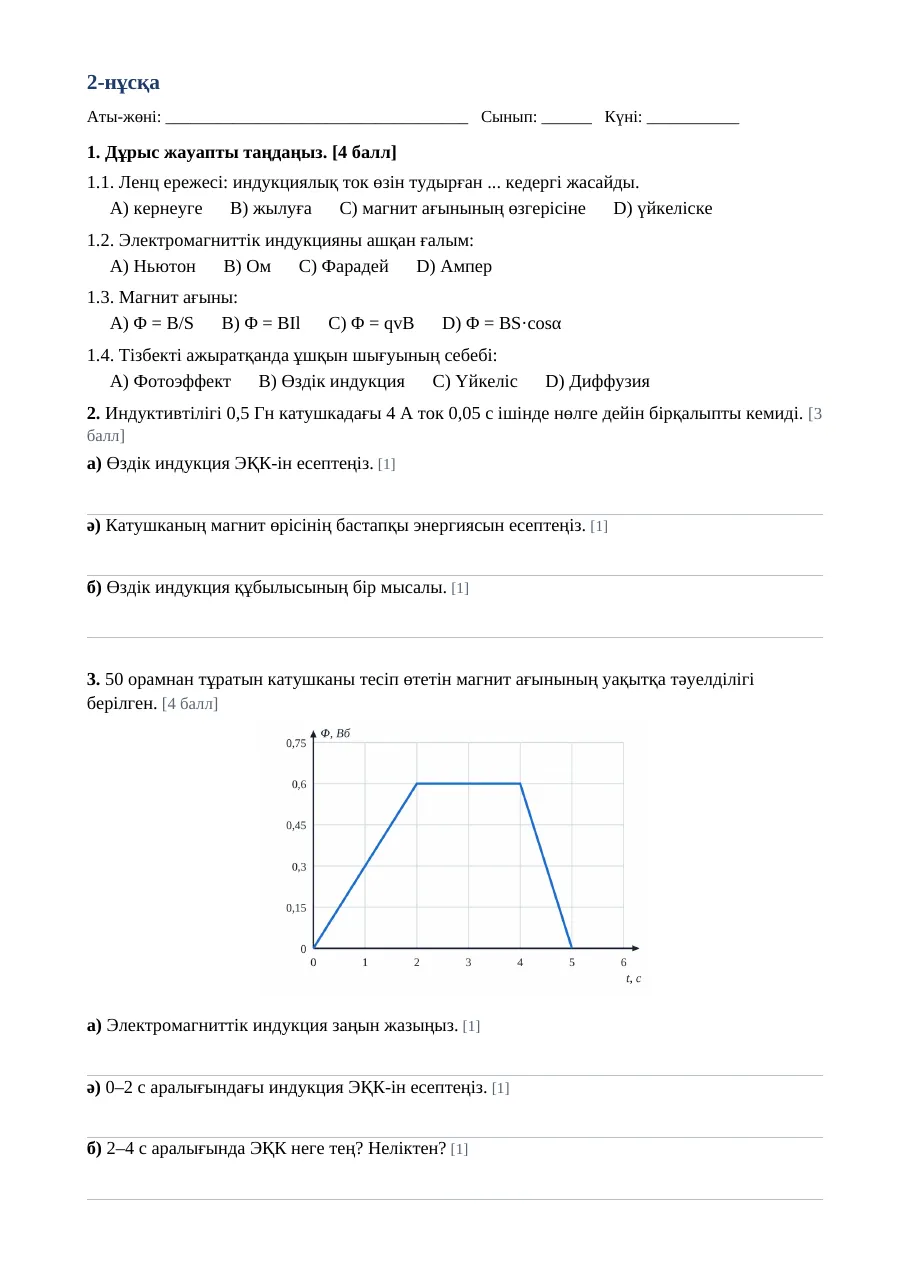 2-нұсқа
Аты-жөні: ____________________________________ Сынып: ______ Күні: ___________
1. Дұрыс жауапты таңдаңыз. [4 балл]
1.1. Ленц ережесі: индукциялық ток өзін тудырған ... кедергі жасайды.
A) кернеуге B) жылуға C) магнит ағынының өзгерісіне D) үйкеліске
1.2. Электромагниттік индукцияны ашқан ғалым:
A) Ньютон B) Ом C) Фарадей D) Ампер
1.3. Магнит ағыны:
A) Φ = B/S B) Φ = BIl C) Φ = qvB D) Φ = BS·cosα
1.4. Тізбекті ажыратқанда ұшқын шығуының себебі:
A) Фотоэффект B) Өздік индукция C) Үйкеліс D) Диффузия
2. Индуктивтілігі 0,5 Гн катушкадағы 4 А ток 0,05 с ішінде нөлге дейін бірқалыпты кемиді. [3
балл]
а) Өздік индукция ЭҚК-ін есептеңіз. [1]
ә) Катушканың магнит өрісінің бастапқы энергиясын есептеңіз. [1]
б) Өздік индукция құбылысының бір мысалы. [1]
3. 50 орамнан тұратын катушканы тесіп өтетін магнит ағынының уақытқа тәуелділігі
берілген. [4 балл]
Φ, Вб
0,75
0,6
0,45
0,3
0,15
0
0 1 2 3 4 5 6
t, с
а) Электромагниттік индукция заңын жазыңыз. [1]
ә) 0–2 с аралығындағы индукция ЭҚК-ін есептеңіз. [1]
б) 2–4 с аралығында ЭҚК неге тең? Неліктен? [1]